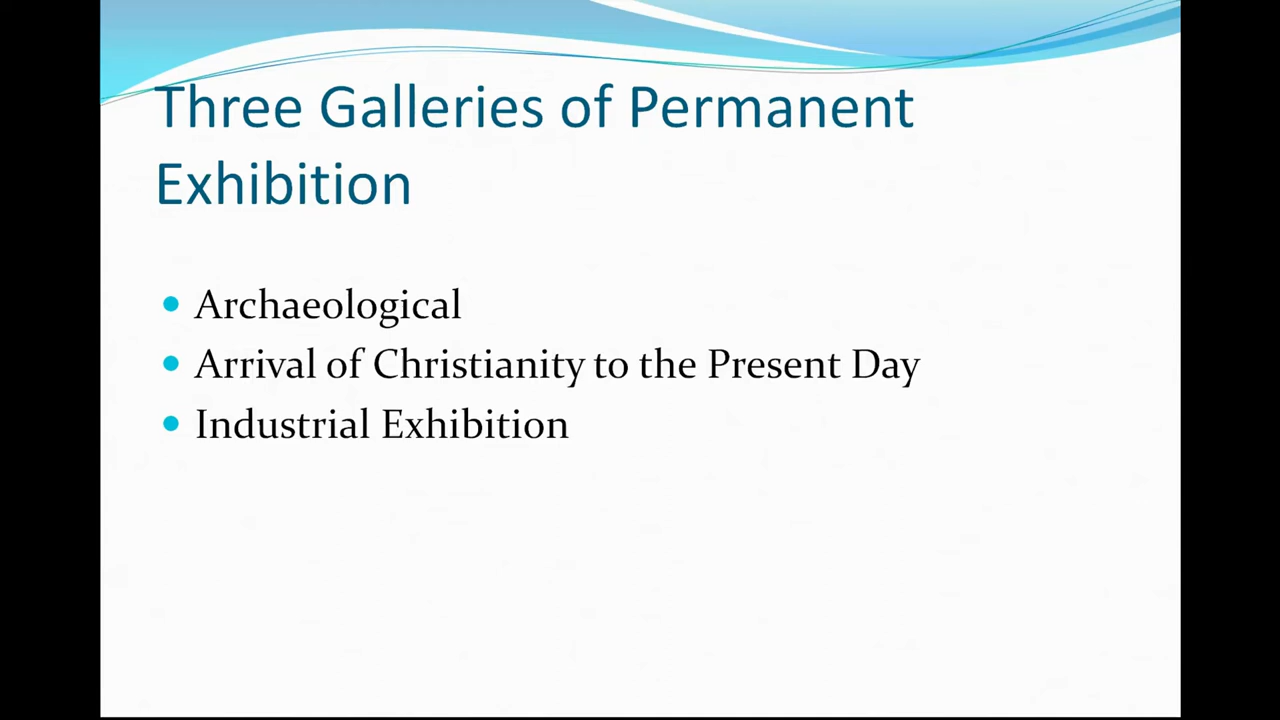 Three Galleries of Permanent
Exhibition
• Archaeological
• Arrival of Christianity to the Present Day
• Industrial Exhibition